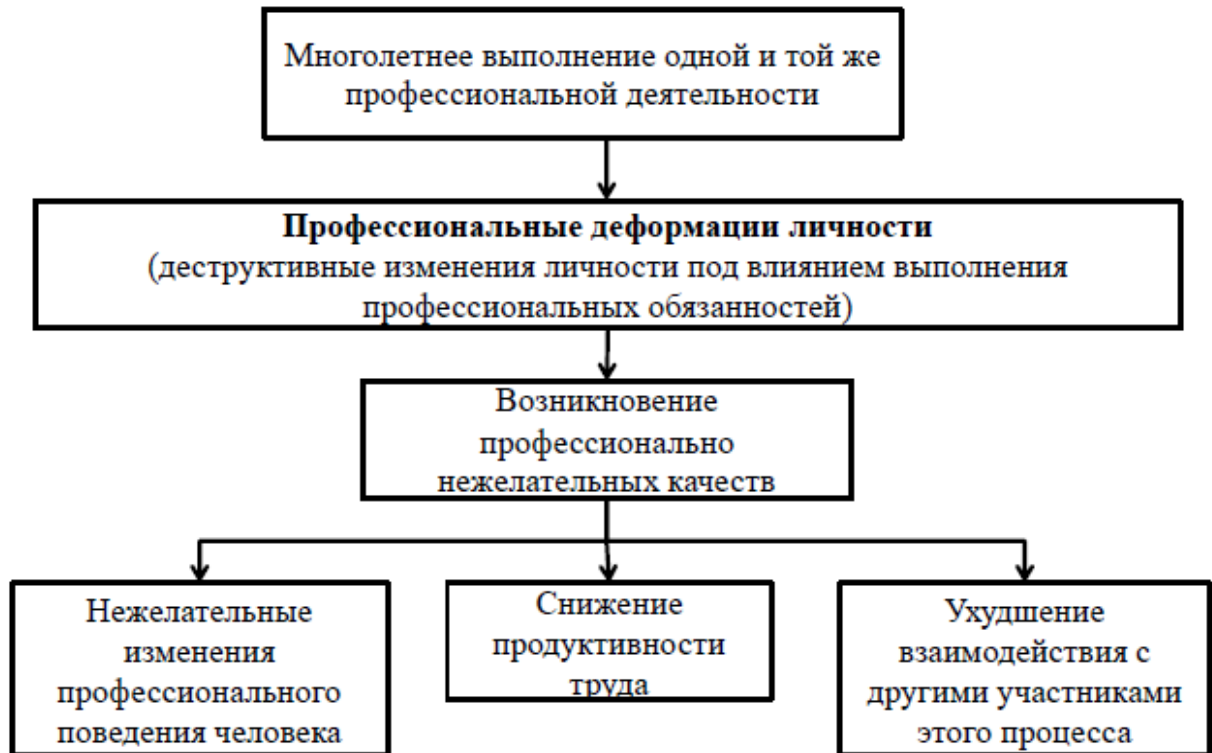 Многолетнее выполнение одной и той же
профессиональной деятельности
Профессиональные деформации личности
(деструктивные изменения личности под влиянием выполнения
профессиональных обязанностей)
Возникновение
профессионально
нежелательных качеств
Нежелательные
изменения
профессионального
поведения человека
Снижение
продуктивности
труда
Ухудшение
взаимодействия с
другими участниками
этого процесса